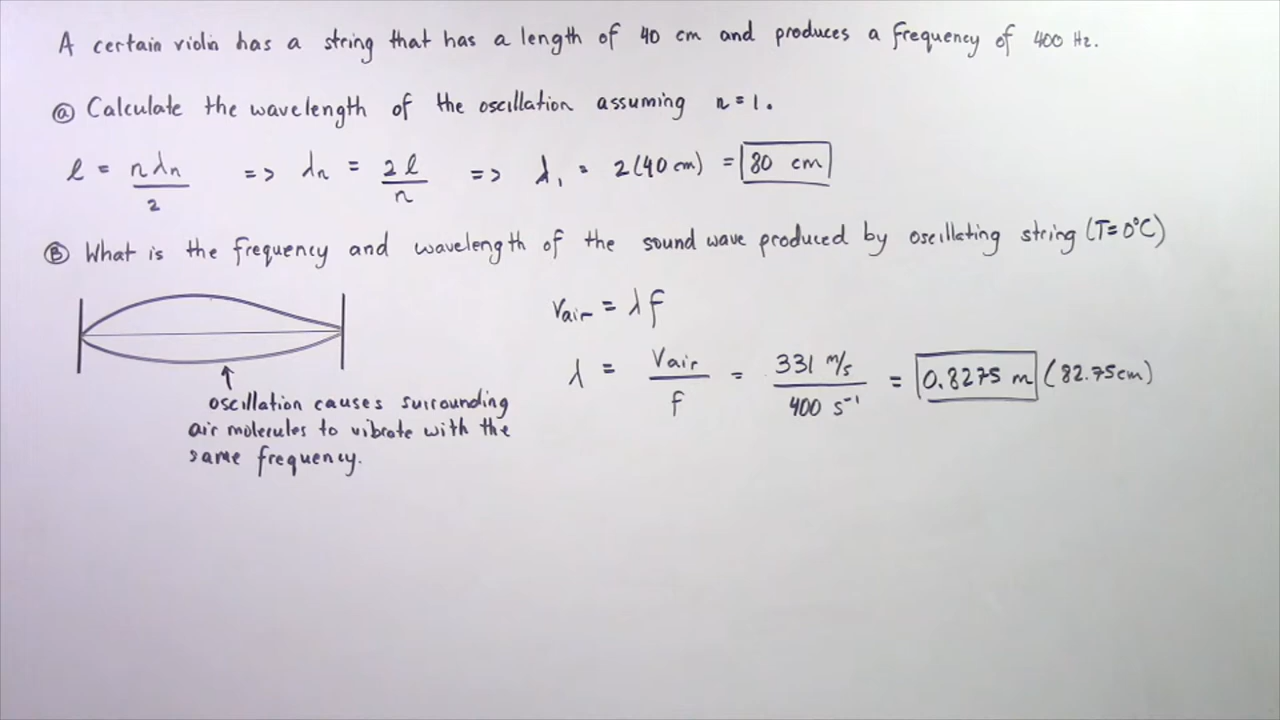 A certain violin has a string that has a length of 40 cm and produces a frequency of 400 Hz.
ⓐ Calculate the wavelength of the oscillation assuming n = 1.
l = nλn/2 => λn = 2l/n => λ1 = 2(40 cm) = 80 cm
Ⓑ What is the frequency and wavelength of the sound wave produced by oscillating string (T=0°C)
Vair = λf
λ = Vair/f = 331 m/s / 400 s⁻¹ = 0.8275 m (82.75cm)
oscillation causes surrounding
air molecules to vibrate with the
same frequency.